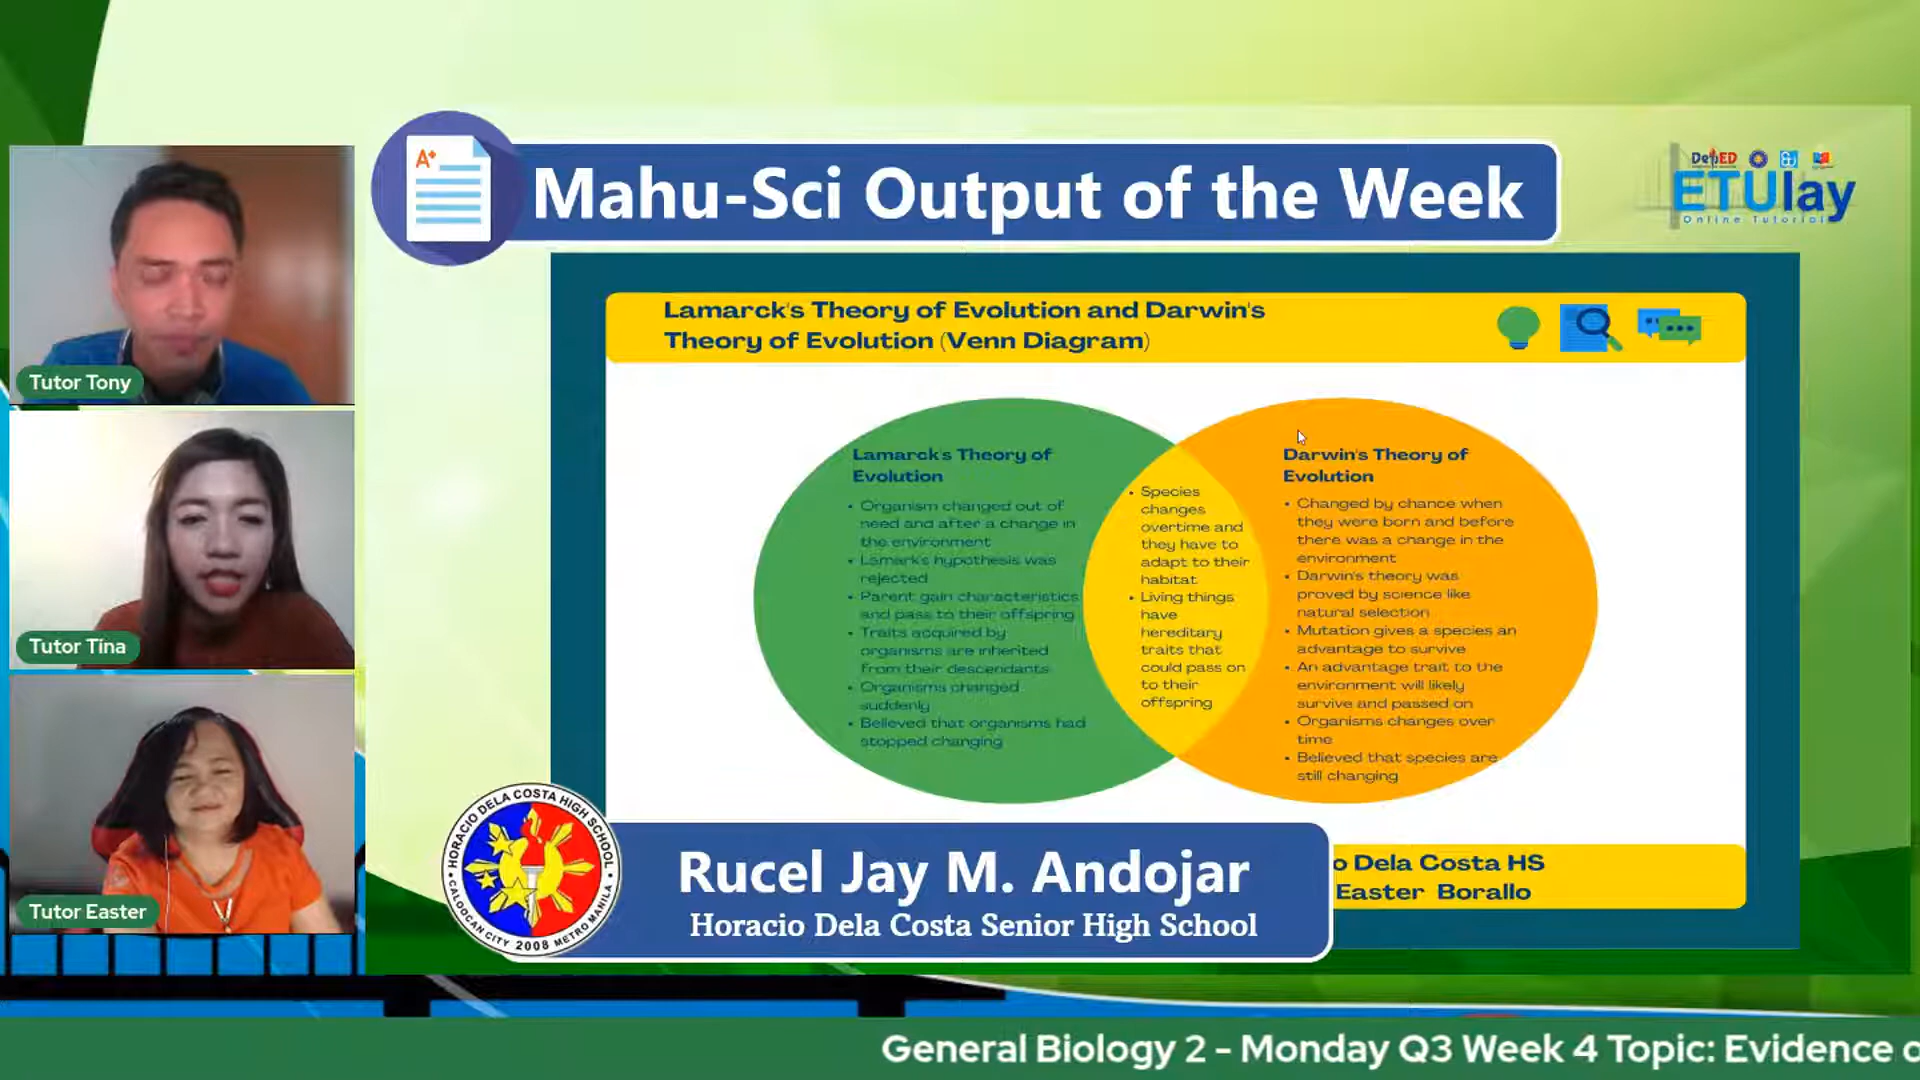 A+
Mahu-Sci Output of the Week
DepED
ETUlay
Online Tutorial
Lamarck's Theory of Evolution and Darwin's
Theory of Evolution (Venn Diagram)
Lamarck's Theory of
Evolution
• Organism changed out of
need and after a change in
the environment
• Lamark's hypothesis was
rejected
• Parent gain characteristics
and pass to their offspring
• Traits acquired by
organisms are inherited
from their descendants
• Organisms changed
suddenly
• Believed that organisms had
stopped changing
• Species
changes
overtime and
they have to
adapt to their
habitat
• Living things
have
hereditary
traits that
could pass on
to their
offspring
Darwin's Theory of
Evolution
• Changed by chance when
they were born and before
there was a change in the
environment
• Darwin's theory was
proved by science like
natural selection
• Mutation gives a species an
advantage to survive
• An advantage trait to the
environment will likely
survive and passed on
• Organisms changes over
time
• Believed that species are
still changing
Tutor Tony
Tutor Tina
Tutor Easter
HORACIO DELA COSTA HIGH SCHOOL
CALOOCAN CITY 2008 METRO MANILA
Rucel Jay M. Andojar
Horacio Dela Costa Senior High School
o Dela Costa HS
Easter Borallo
General Biology 2 - Monday Q3 Week 4 Topic: Evidence o